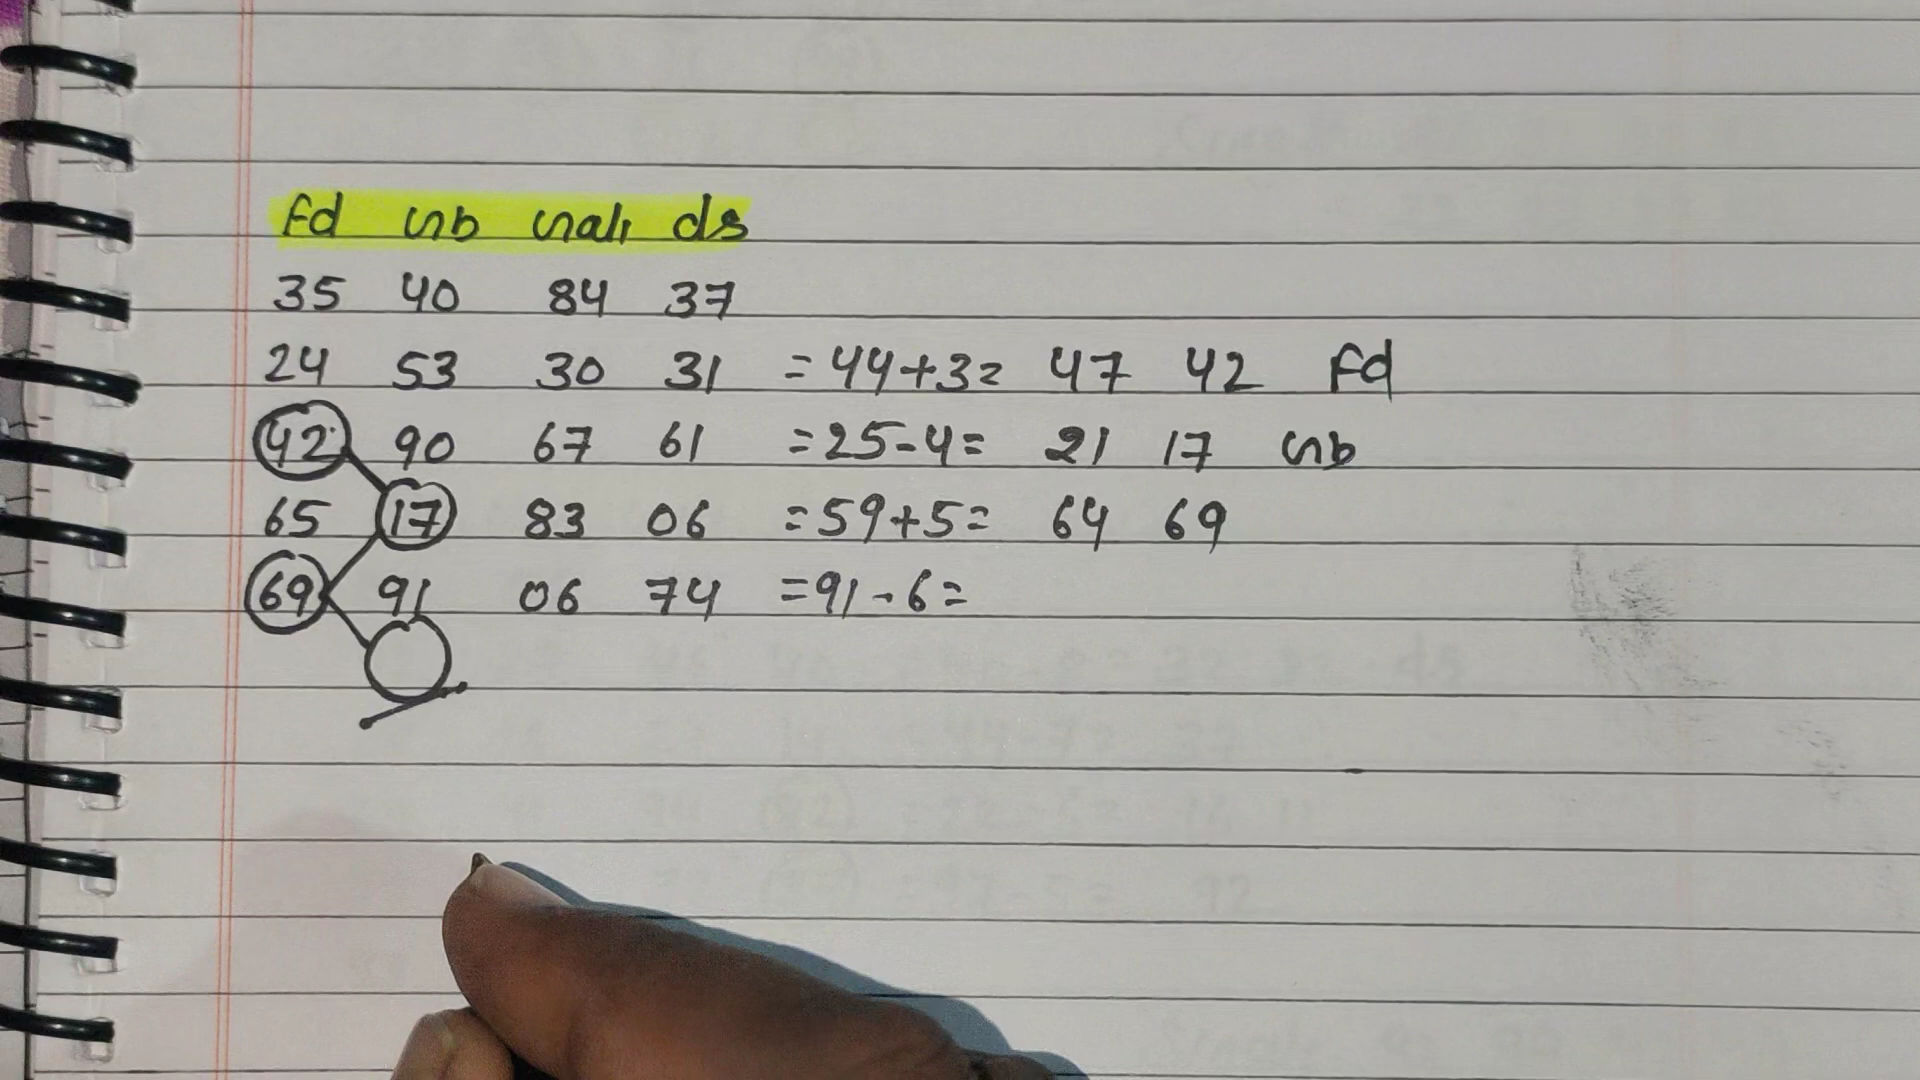 Fd gb gali ds
35 40 84 37
24 53 30 31 = 44+3= 47 42 Fd
42 90 67 61 = 25-4= 21 17 gb
65 17 83 06 = 59+5= 64 69
69 91 06 74 = 91-6=